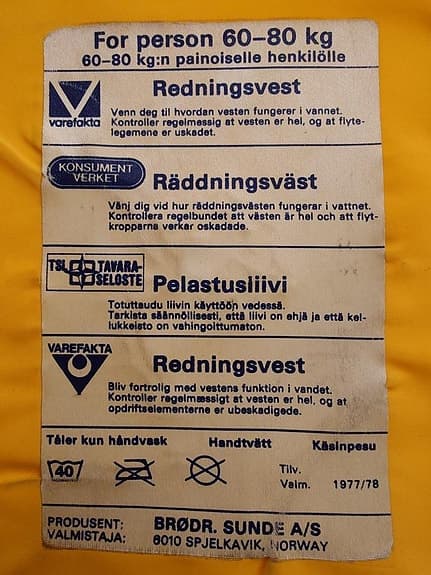 For person 60–80 kg
60–80 kg:n painoiselle henkilölle
varefakta
Redningsvest
Venn deg til hvordan vesten fungerer i vannet.
Kontroller regelmessig at vesten er hel, og at flyte-
legemene er uskadet.
KONSUMENT
VERKET
Räddningsväst
Vänj dig vid hur räddningsvästen fungerar i vattnet.
Kontrollera regelbundet att västen är hel och att flyt-
kropparna verkar oskadade.
TSL TAVARA-
SELOSTE
Pelastusliivi
Totuttaudu liivin käyttöön vedessä.
Tarkista säännöllisesti, että liivi on ehjä ja että kel-
lukkeisto on vahingoittumaton.
VAREFAKTA
Redningsvest
Bliv fortrolig med vestens funktion i vandet.
Kontroller regelmæssigt at vesten er hel, og at
opdriftselementerne er ubeskadigede.
Tåler kun håndvask Handtvätt Käsinpesu
40
Tilv.
Valm. 1977/78
PRODUSENT: BRØDR. SUNDE A/S
VALMISTAJA: 6010 SPJELKAVIK, NORWAY